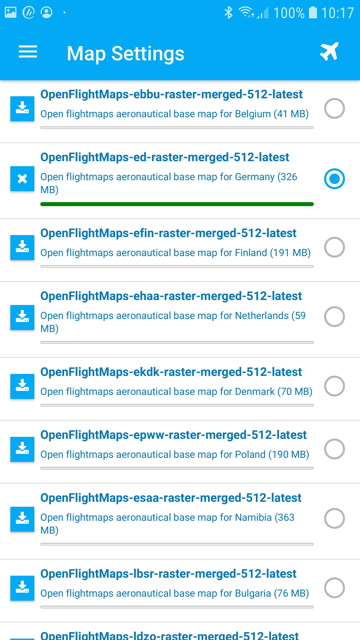 100% 10:17
Map Settings
OpenFlightMaps-ebbu-raster-merged-512-latest
Open flightmaps aeronautical base map for Belgium (41 MB)
OpenFlightMaps-ed-raster-merged-512-latest
Open flightmaps aeronautical base map for Germany (326
MB)
OpenFlightMaps-efin-raster-merged-512-latest
Open flightmaps aeronautical base map for Finland (191 MB)
OpenFlightMaps-ehaa-raster-merged-512-latest
Open flightmaps aeronautical base map for Netherlands (59
MB)
OpenFlightMaps-ekdk-raster-merged-512-latest
Open flightmaps aeronautical base map for Denmark (70 MB)
OpenFlightMaps-epww-raster-merged-512-latest
Open flightmaps aeronautical base map for Poland (190 MB)
OpenFlightMaps-esaa-raster-merged-512-latest
Open flightmaps aeronautical base map for Namibia (363
MB)
OpenFlightMaps-lbsr-raster-merged-512-latest
Open flightmaps aeronautical base map for Bulgaria (76 MB)
OpenFlightMaps-ldzo-raster-merged-512-latest